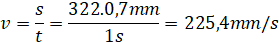 v = s/t = 322.0,7mm/1s = 225,4mm/s